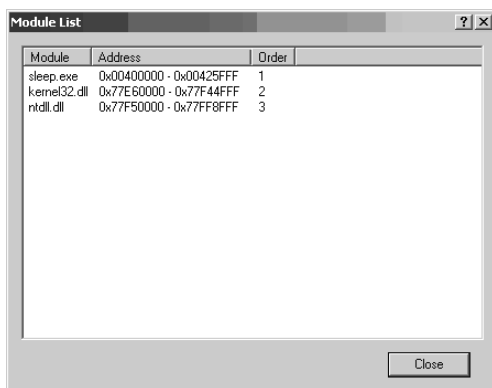 Module List
Module Address Order
sleep.exe 0x00400000 - 0x00425FFF 1
kernel32.dll 0x77E60000 - 0x77F44FFF 2
ntdll.dll 0x77F50000 - 0x77FF8FFF 3
Close